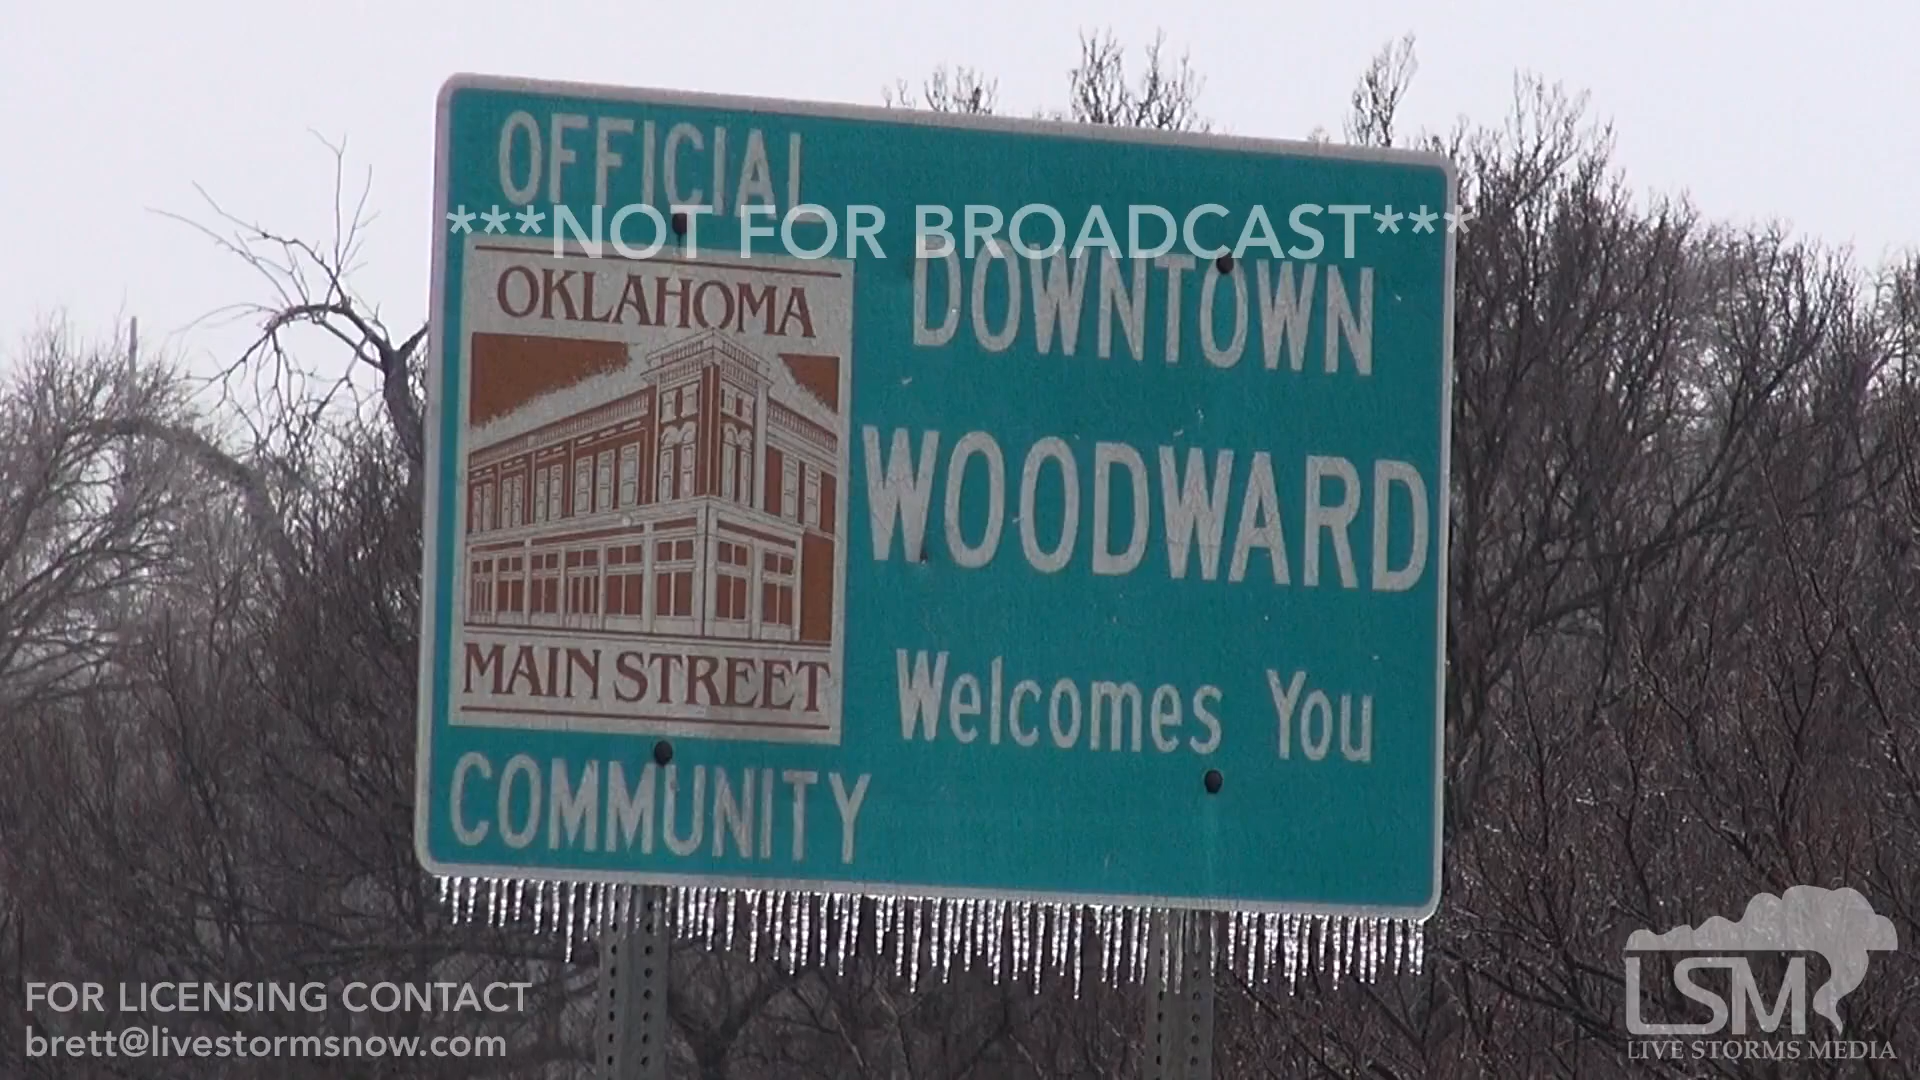 OFFICIAL
***NOT FOR BROADCAST***
OKLAHOMA
MAIN STREET
COMMUNITY
DOWNTOWN
WOODWARD
Welcomes You
FOR LICENSING CONTACT
brett@livestormsnow.com
LSM
LIVE STORMS MEDIA